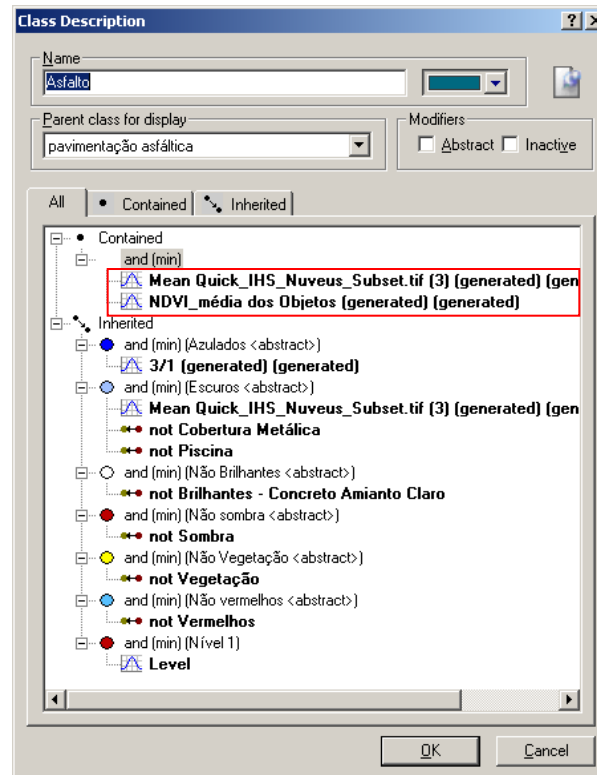 Class Description
Name
Asfalto
Parent class for display
pavimentação asfáltica
Modifiers
Abstract
Inactive
All
Contained
Inherited
Contained
and (min)
Mean Quick_IHS_Nuveus_Subset.tif (3) (generated) (gen
NDVI_média dos Objetos (generated) (generated)
Inherited
and (min) (Azulados <abstract>)
3/1 (generated) (generated)
and (min) (Escuros <abstract>)
Mean Quick_IHS_Nuveus_Subset.tif (3) (generated) (gen
not Cobertura Metálica
not Piscina
and (min) (Não Brilhantes <abstract>)
not Brilhantes - Concreto Amianto Claro
and (min) (Não sombra <abstract>)
not Sombra
and (min) (Não Vegetação <abstract>)
not Vegetação
and (min) (Não vermelhos <abstract>)
not Vermelhos
and (min) (Nível 1)
Level
OK
Cancel